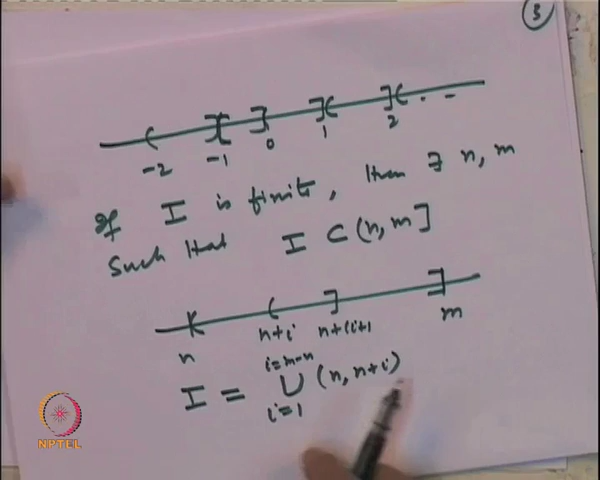 3
( ] [ ] ] ( ] ( . -
-2 -1 0 1 2
If I is finite, then ∃ n, m
Such that I ⊂ (n, m]
( ( ] ]
n n+i n+(i+1 m
i=m-n
I = ∪ (n, n+i)
i=1
NPTEL